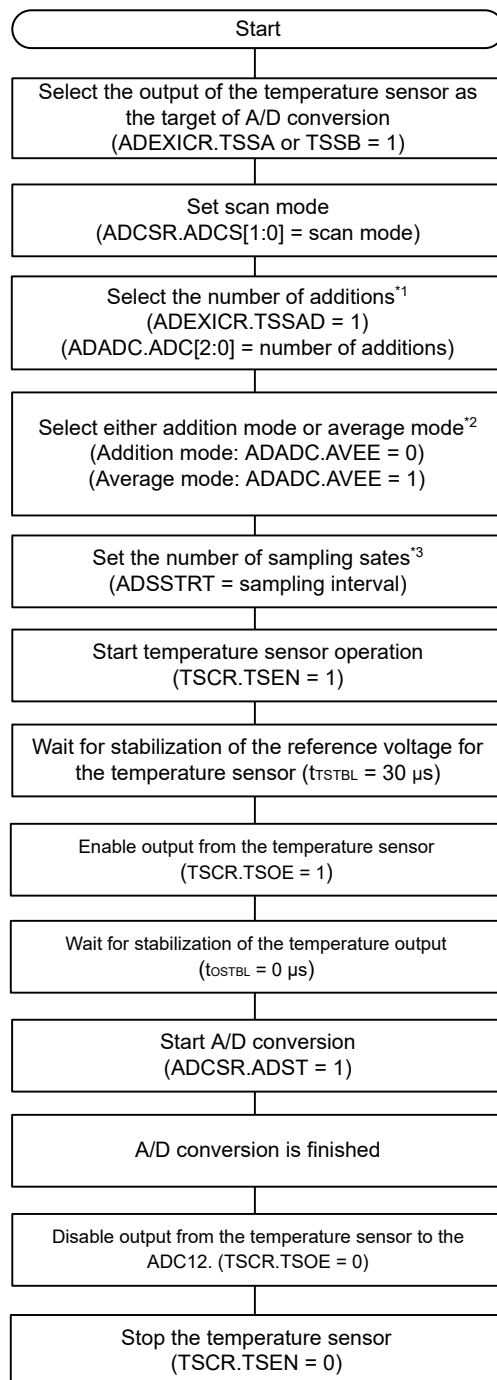 Start
Select the output of the temperature sensor as
the target of A/D conversion
(ADEXICR.TSSA or TSSB = 1)
Set scan mode
(ADCSR.ADCS[1:0] = scan mode)
Select the number of additions*1
(ADEXICR.TSSAD = 1)
(ADADC.ADC[2:0] = number of additions)
Select either addition mode or average mode*2
(Addition mode: ADADC.AVEE = 0)
(Average mode: ADADC.AVEE = 1)
Set the number of sampling sates*3
(ADSSTRT = sampling interval)
Start temperature sensor operation
(TSCR.TSEN = 1)
Wait for stabilization of the reference voltage for
the temperature sensor (tTSTBL = 30 µs)
Enable output from the temperature sensor
(TSCR.TSOE = 1)
Wait for stabilization of the temperature output
(tOSTBL = 0 µs)
Start A/D conversion
(ADCSR.ADST = 1)
A/D conversion is finished
Disable output from the temperature sensor to the
ADC12. (TSCR.TSOE = 0)
Stop the temperature sensor
(TSCR.TSEN = 0)